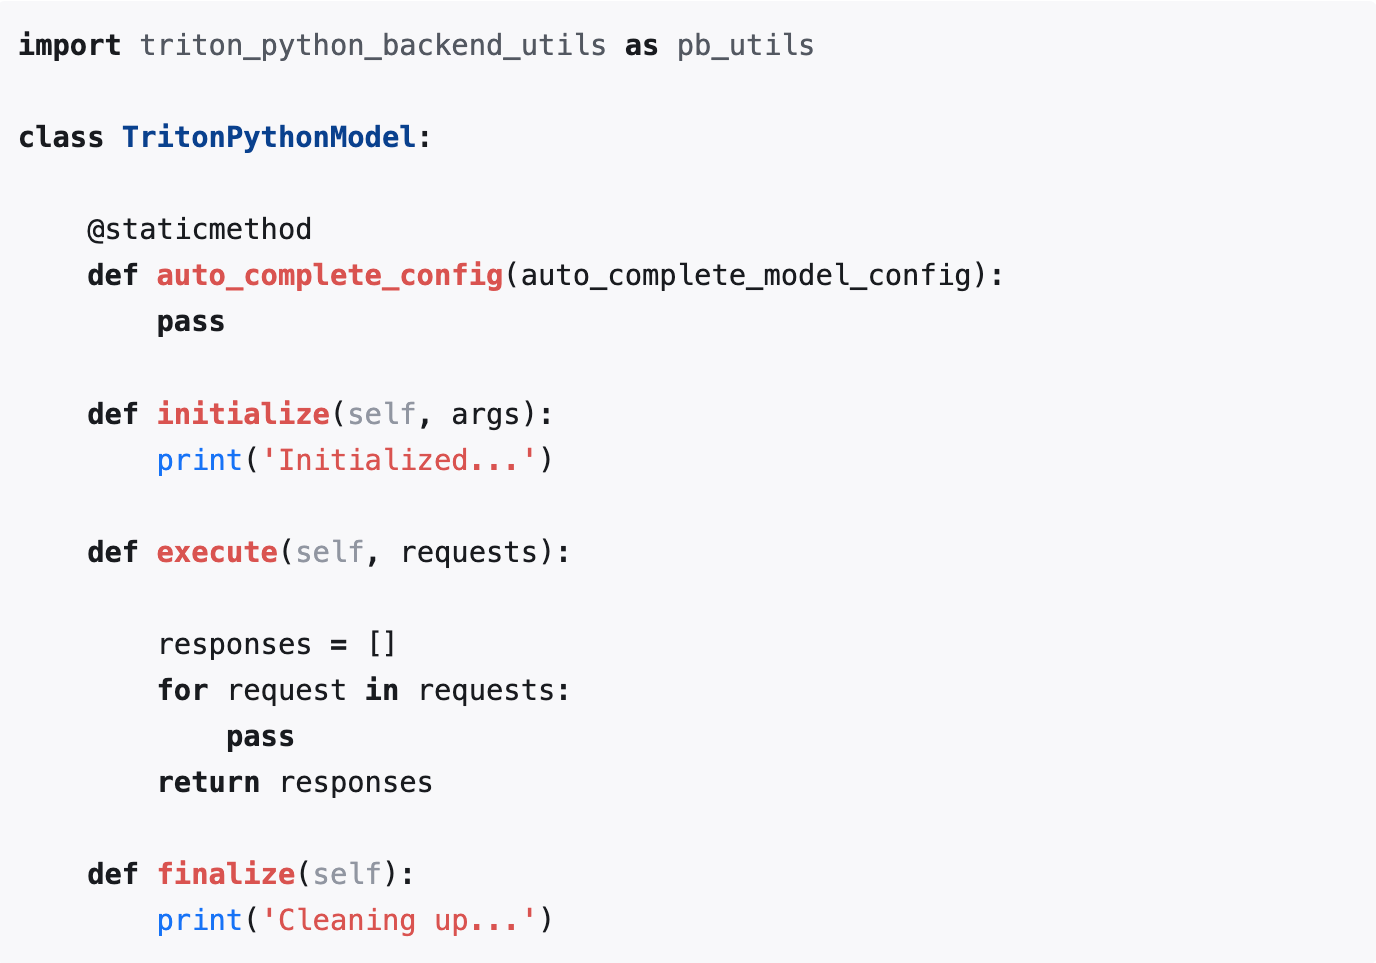 import triton_python_backend_utils as pb_utils

class TritonPythonModel:

    @staticmethod
    def auto_complete_config(auto_complete_model_config):
        pass

    def initialize(self, args):
        print('Initialized...')

    def execute(self, requests):

        responses = []
        for request in requests:
            pass
        return responses

    def finalize(self):
        print('Cleaning up...')